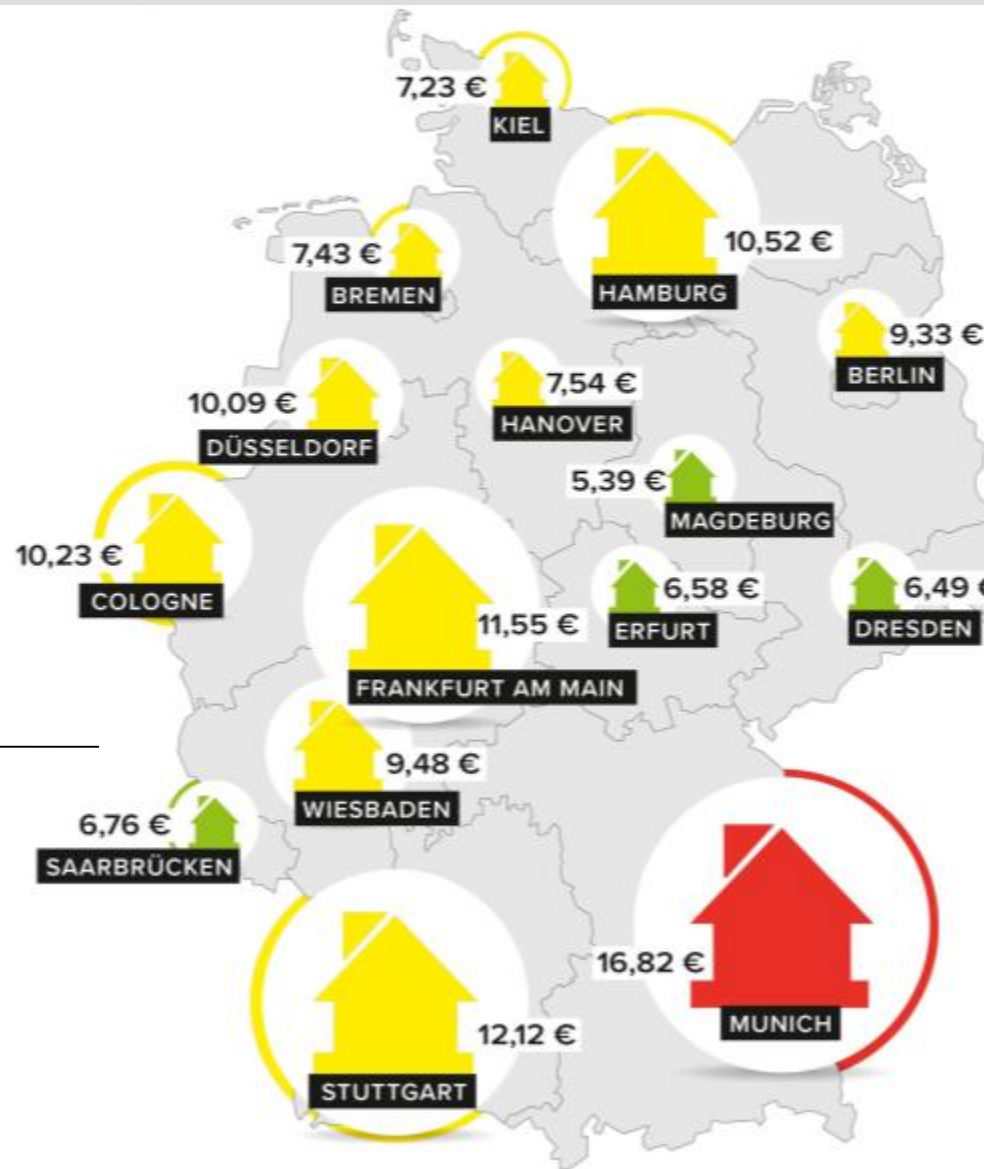 7,23 €
KIEL
10,52 €
HAMBURG
7,43 €
BREMEN
9,33 €
BERLIN
10,09 €
DÜSSELDORF
7,54 €
HANOVER
5,39 €
MAGDEBURG
10,23 €
COLOGNE
11,55 €
FRANKFURT AM MAIN
6,58 €
ERFURT
6,49 €
DRESDEN
9,48 €
WIESBADEN
6,76 €
SAARBRÜCKEN
16,82 €
MUNICH
12,12 €
STUTTGART